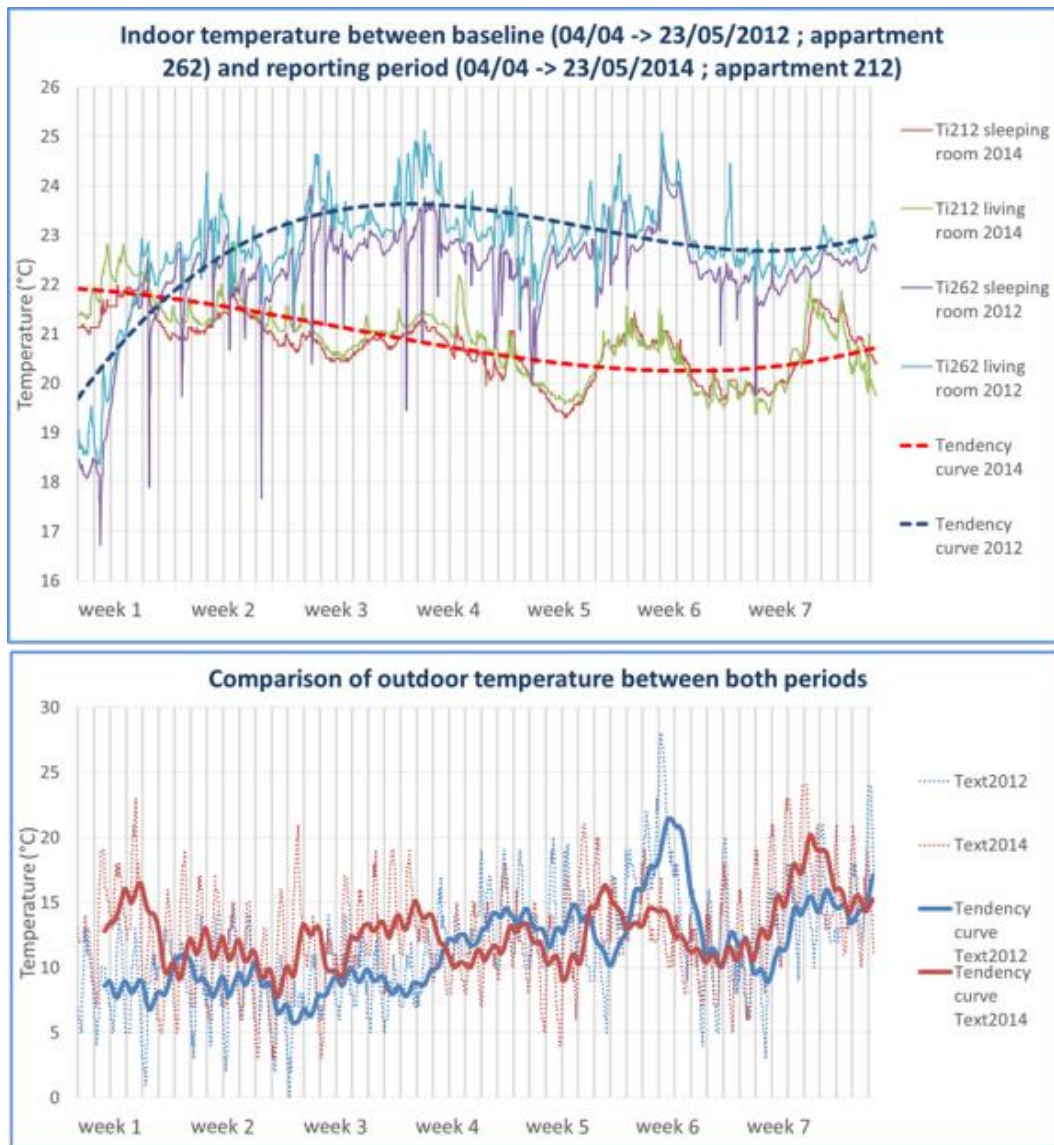 Indoor temperature between baseline (04/04 -> 23/05/2012 ; appartment
262) and reporting period (04/04 -> 23/05/2014 ; appartment 212)
Temperature (°C)
26
25
24
23
22
21
20
19
18
17
16
week 1 week 2 week 3 week 4 week 5 week 6 week 7
Ti212 sleeping
room 2014
Ti212 living
room 2014
Ti262 sleeping
room 2012
Ti262 living
room 2012
Tendency
curve 2014
Tendency
curve 2012
Comparison of outdoor temperature between both periods
Temperature (°C)
30
25
20
15
10
5
0
week 1 week 2 week 3 week 4 week 5 week 6 week 7
Text2012
Text2014
Tendency
curve
Text2012
Tendency
curve
Text2014